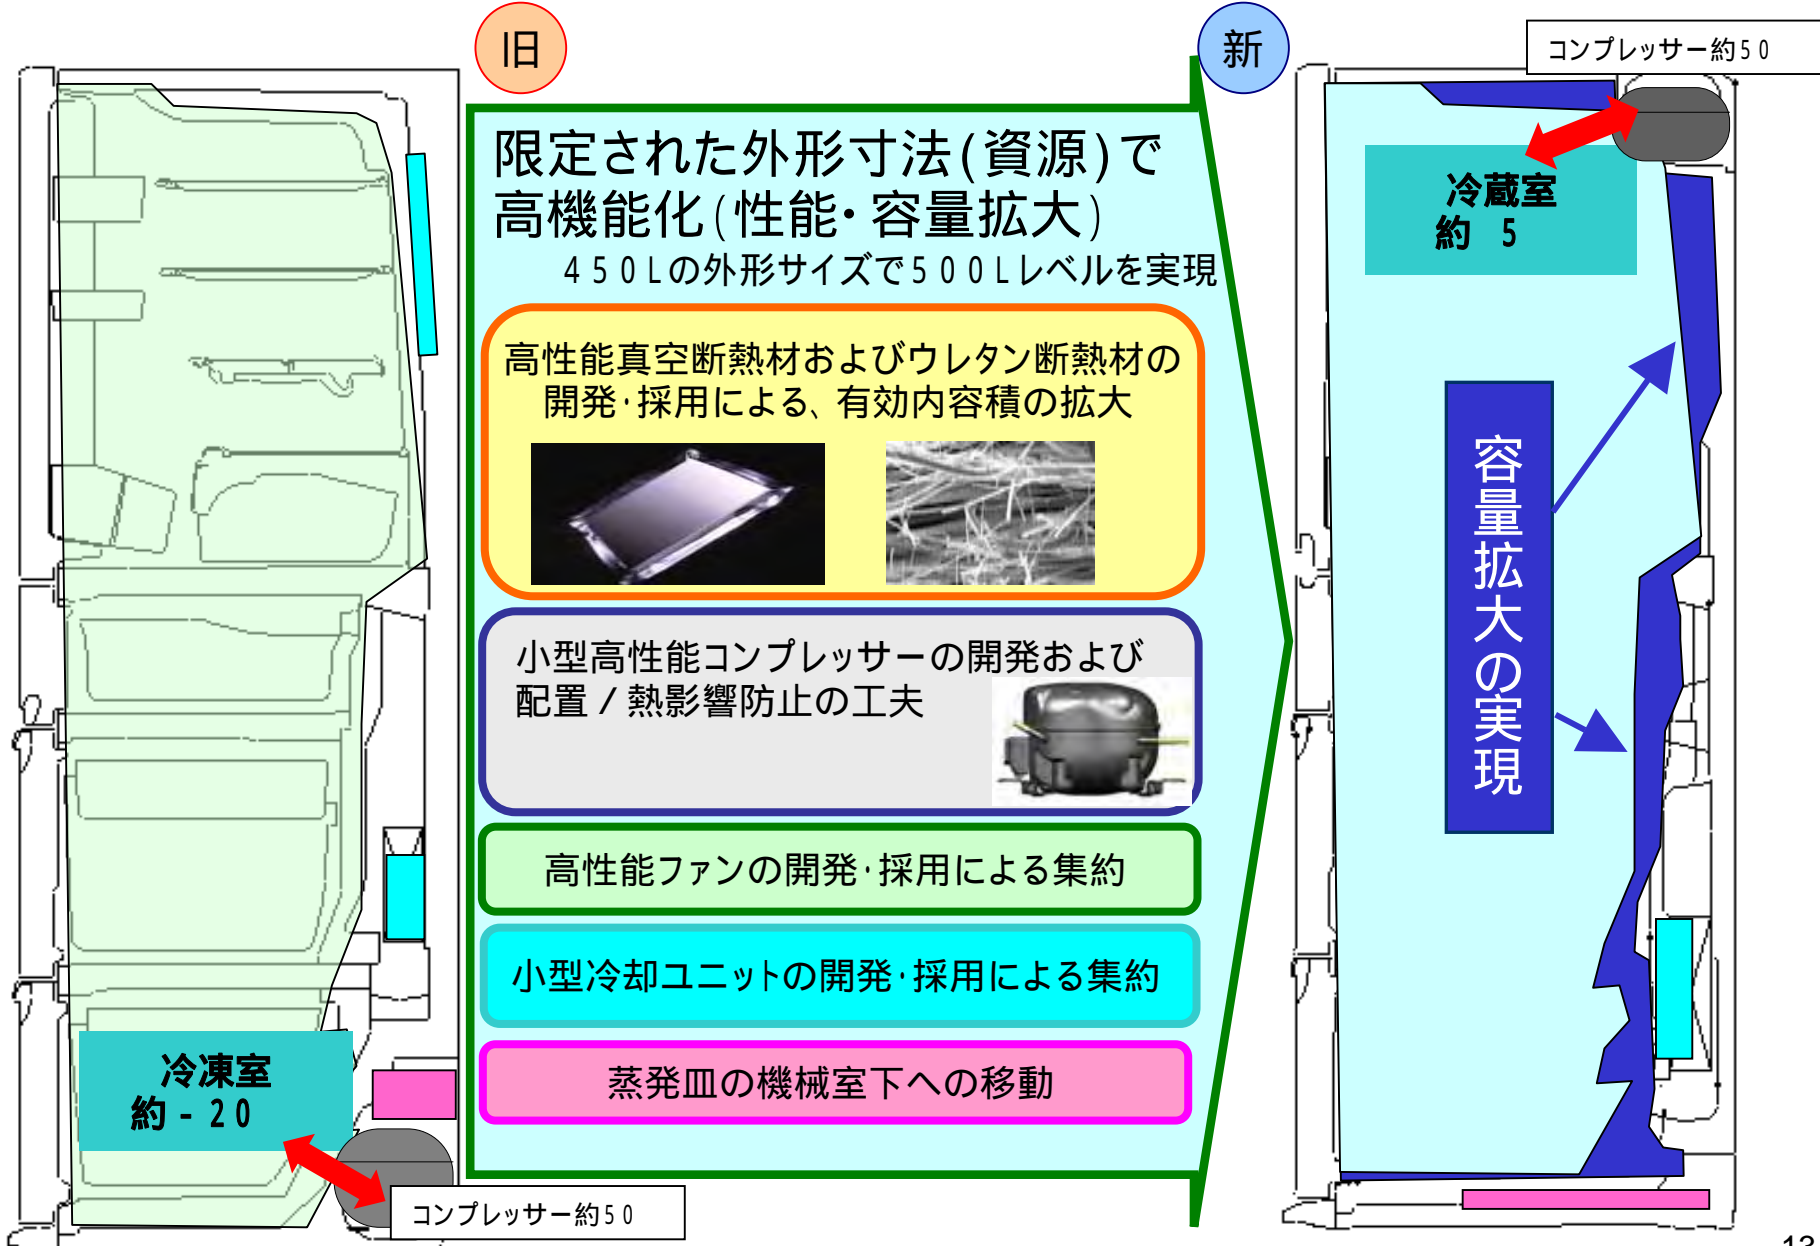 旧
新
コンプレッサー約50
限定された外形寸法(資源)で
高機能化(性能・容量拡大)
450Lの外形サイズで500Lレベルを実現
冷蔵室
約 5
高性能真空断熱材およびウレタン断熱材の
開発・採用による、有効内容積の拡大
容量拡大の実現
小型高性能コンプレッサーの開発および
配置/熱影響防止の工夫
高性能ファンの開発・採用による集約
小型冷却ユニットの開発・採用による集約
蒸発皿の機械室下への移動
冷凍室
約-20
コンプレッサー約50